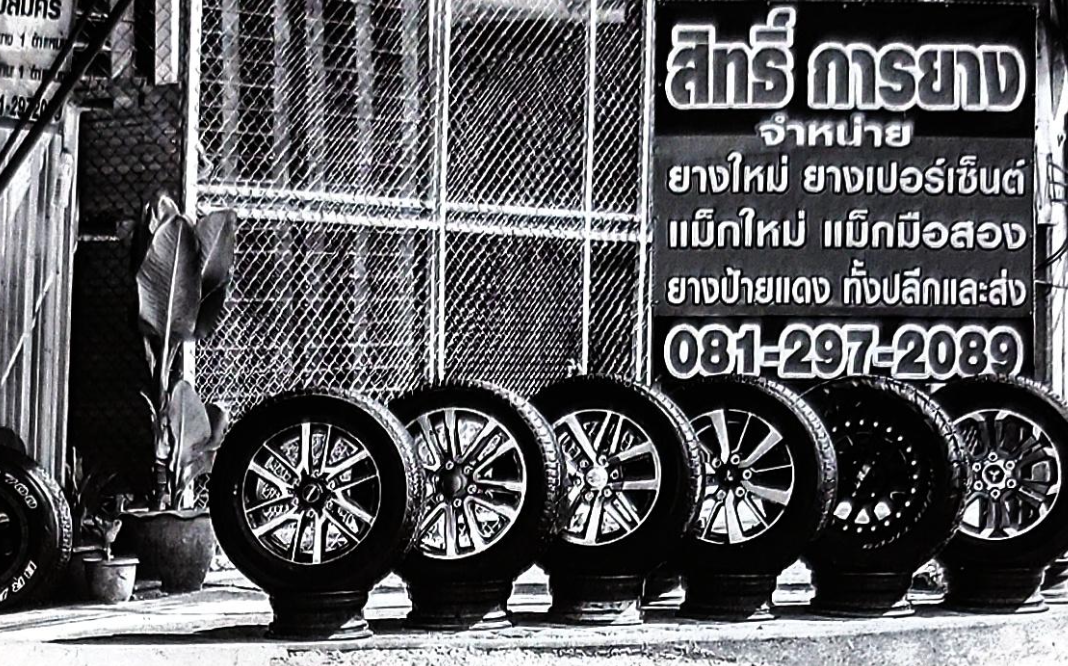 สิทธิ์ การยาง
จำหน่าย
ยางใหม่ ยางเปอร์เซ็นต์
แม็กใหม่ แม็กมือสอง
ยางป้ายแดง ทั้งปลีกและส่ง
081-297-2089